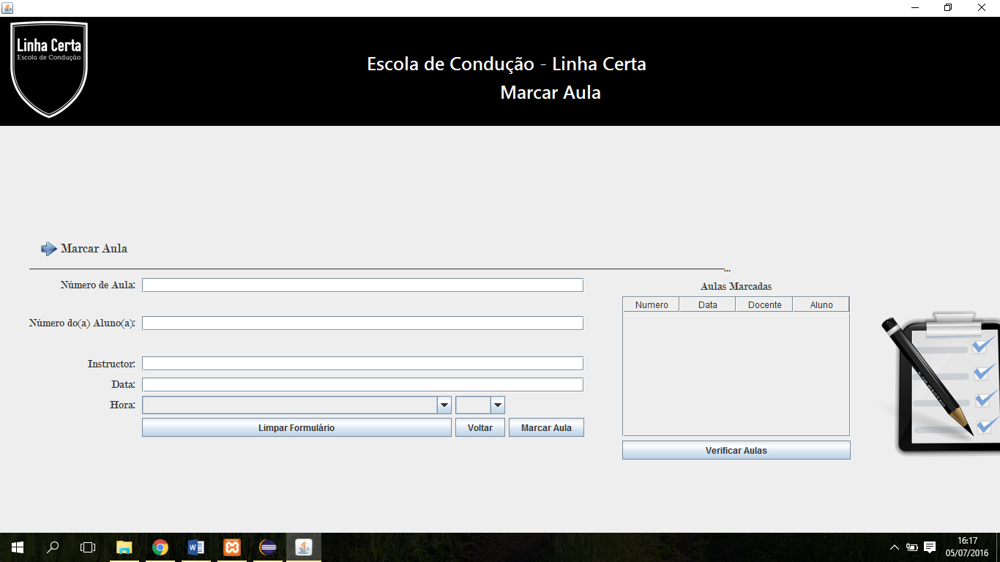 Linha Certa
Escola de Condução
Escola de Condução - Linha Certa
Marcar Aula
Marcar Aula
...
Número de Aula:
Número do(a) Aluno(a):
Instructor:
Data:
Hora:
Limpar Formulário Voltar Marcar Aula
Aulas Marcadas
Numero Data Docente Aluno
Verificar Aulas
16:17
05/07/2016